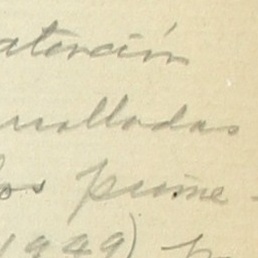 atención
rrolladas
los prime-
1949)